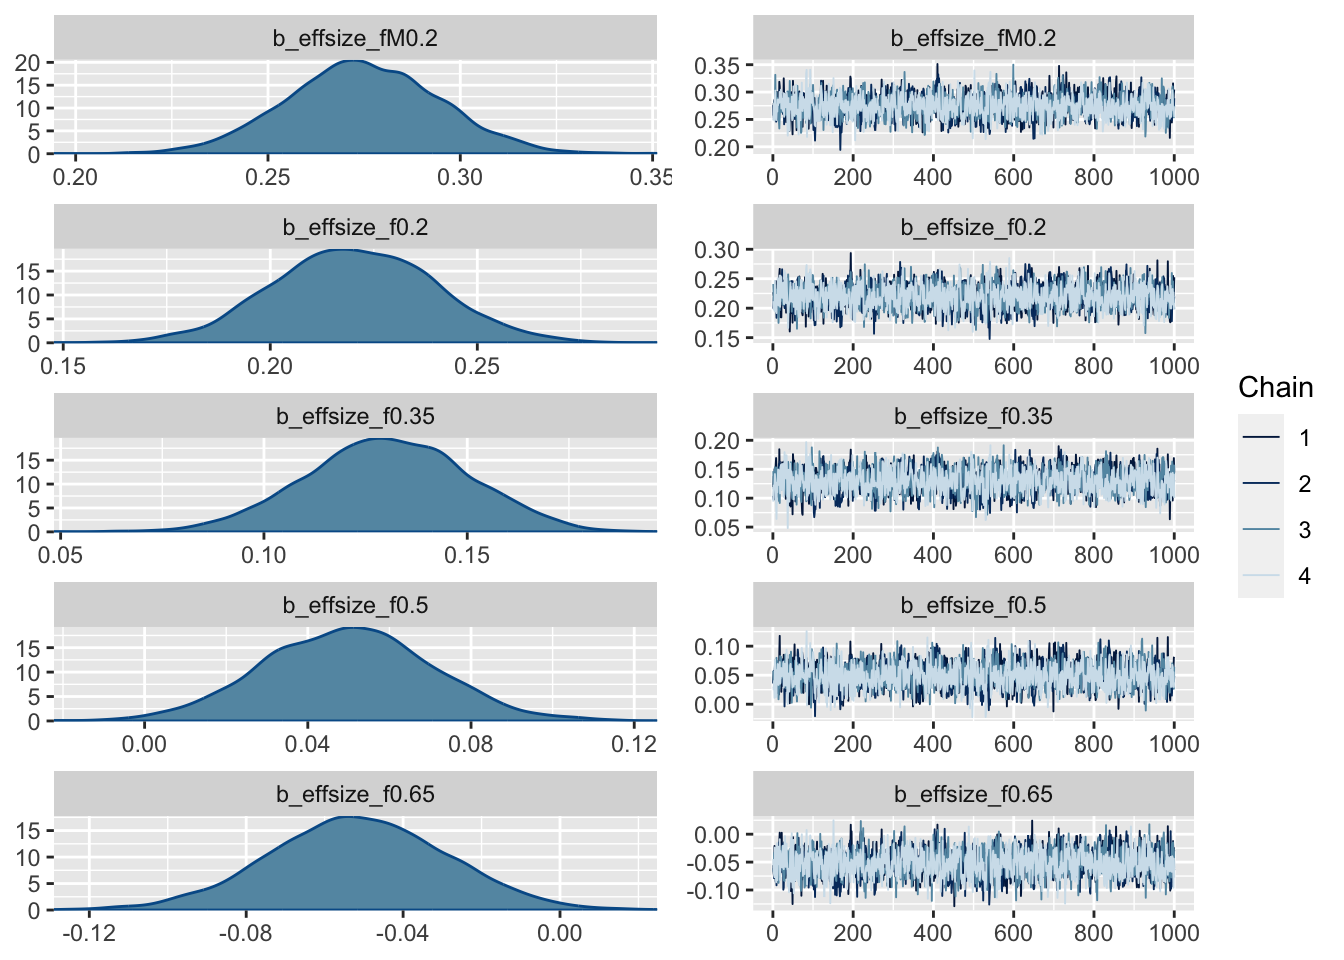 b_effsize_fM0.2
20
15
10
5
0
0.20 0.25 0.30 0.35
b_effsize_fM0.2
0.35
0.30
0.25
0.20
0 200 400 600 800 1000
b_effsize_f0.2
15
10
5
0
0.15 0.20 0.25
b_effsize_f0.2
0.30
0.25
0.20
0.15
0 200 400 600 800 1000
b_effsize_f0.35
15
10
5
0
0.05 0.10 0.15
b_effsize_f0.35
0.20
0.15
0.10
0.05
0 200 400 600 800 1000
b_effsize_f0.5
15
10
5
0
0.00 0.04 0.08 0.12
b_effsize_f0.5
0.10
0.05
0.00
0 200 400 600 800 1000
b_effsize_f0.65
15
10
5
0
-0.12 -0.08 -0.04 0.00
b_effsize_f0.65
0.00
-0.05
-0.10
0 200 400 600 800 1000
Chain
1
2
3
4